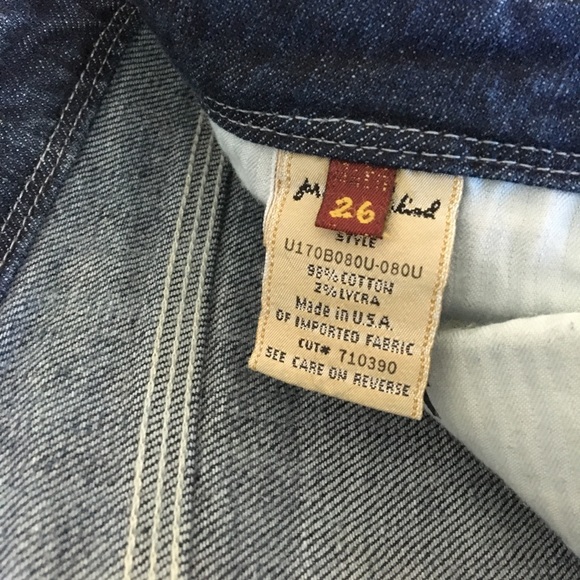 26
STYLE
U170B080U-080U
98% COTTON
2% LYCRA
Made in U.S.A.
OF IMPORTED FABRIC
CUT# 710390
SEE CARE ON REVERSE